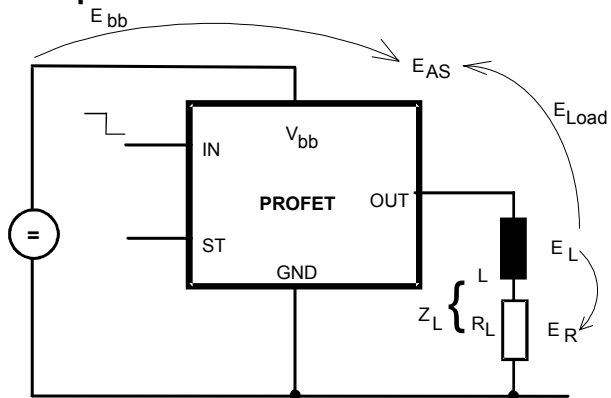 E bb
E AS
E Load
V bb
IN
PROFET
OUT
ST
=
GND
E L
L
Z L {
R L
E R